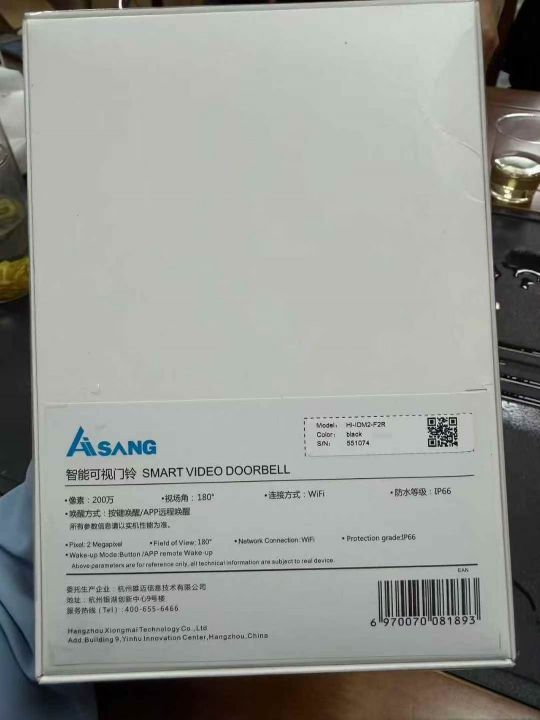 AiSANG
Model: HI-IDM2-F2R
Color: black
S/N: 551074
智能可视门铃 SMART VIDEO DOORBELL
·像素：200万 ·视场角：180° ·连接方式：WiFi ·防水等级：IP66
·唤醒方式：按键唤醒/APP远程唤醒
所有参数信息请以实机性能为准。
·Pixel: 2 Megapixel ·Field of View: 180° ·Network Connection:WiFi ·Protection grade:IP66
·Wake-up Mode:Button /APP remote Wake-up
Above parameters are for reference only, all technical information are subject to real device.
委托生产企业：杭州雄迈信息技术有限公司
地址：杭州银湖创新中心9号楼
服务热线（Tel）:400-655-6466
Hangzhou Xiongmai Technology Co.,Ltd
Add:Building 9,Yinhu Innovation Center,Hangzhou,China
EAN
6 970070 081893